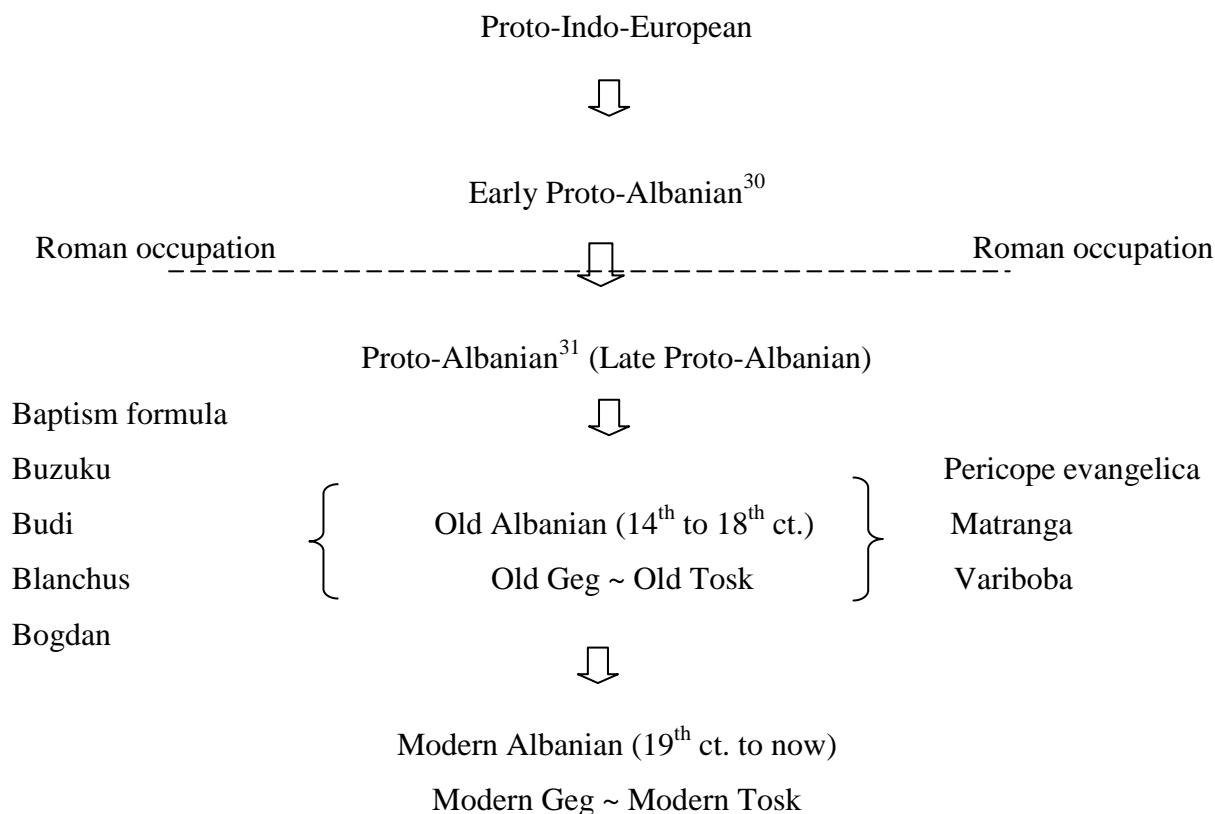 Proto-Indo-European
Early Proto-Albanian30
Roman occupation Roman occupation
Proto-Albanian31 (Late Proto-Albanian)
Baptism formula
Buzuku Pericope evangelica
Budi Old Albanian (14th to 18th ct.) Matranga
Blanchus Old Geg ~ Old Tosk Variboba
Bogdan
Modern Albanian (19th ct. to now)
Modern Geg ~ Modern Tosk